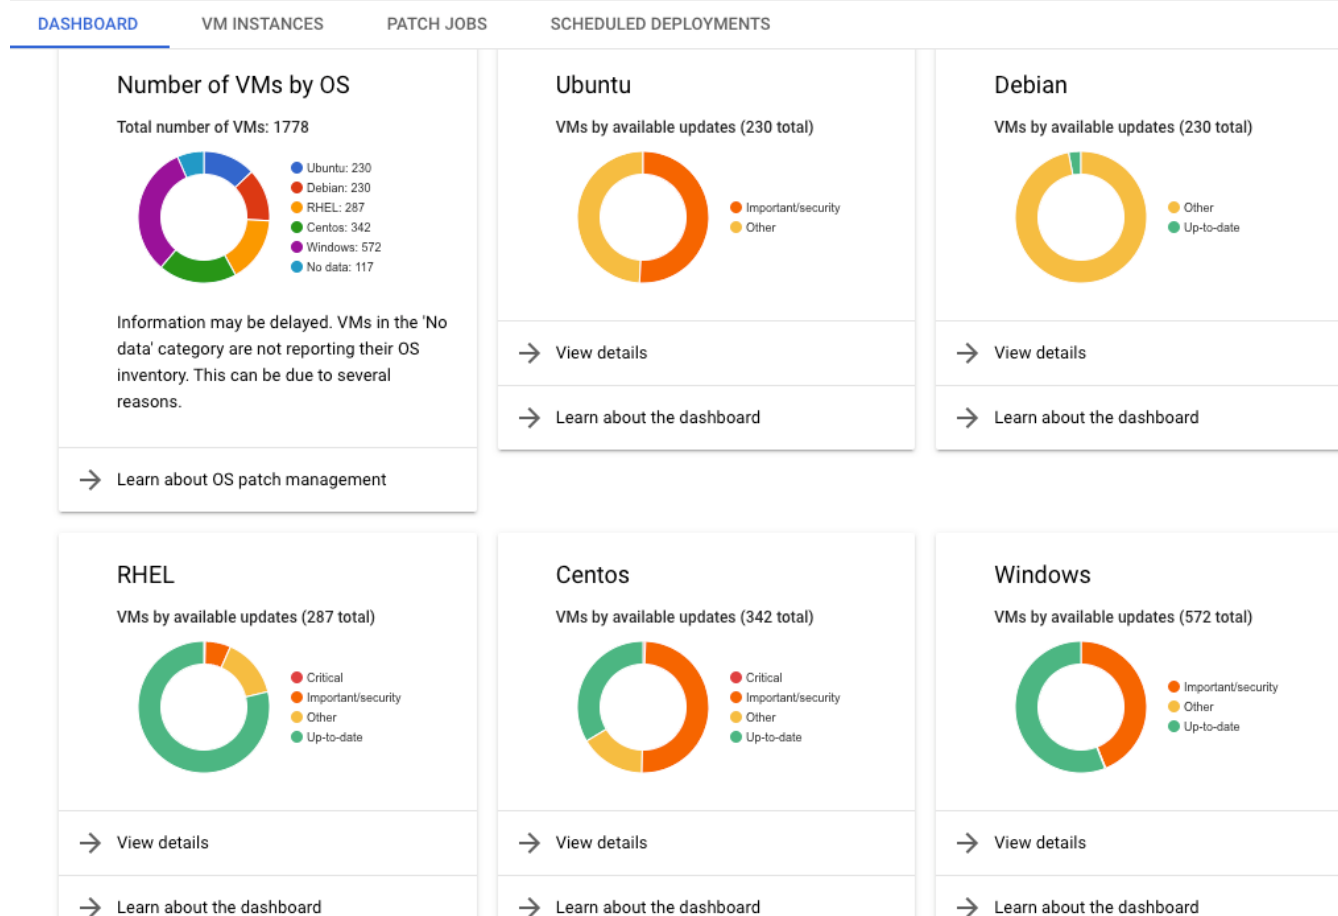 DASHBOARD VM INSTANCES PATCH JOBS SCHEDULED DEPLOYMENTS
Number of VMs by OS
Total number of VMs: 1778
Ubuntu: 230
Debian: 230
RHEL: 287
Centos: 342
Windows: 572
No data: 117
Information may be delayed. VMs in the 'No
data' category are not reporting their OS
inventory. This can be due to several
reasons.
Learn about OS patch management
Ubuntu
VMs by available updates (230 total)
Important/security
Other
View details
Learn about the dashboard
Debian
VMs by available updates (230 total)
Other
Up-to-date
View details
Learn about the dashboard
RHEL
VMs by available updates (287 total)
Critical
Important/security
Other
Up-to-date
View details
Learn about the dashboard
Centos
VMs by available updates (342 total)
Critical
Important/security
Other
Up-to-date
View details
Learn about the dashboard
Windows
VMs by available updates (572 total)
Important/security
Other
Up-to-date
View details
Learn about the dashboard